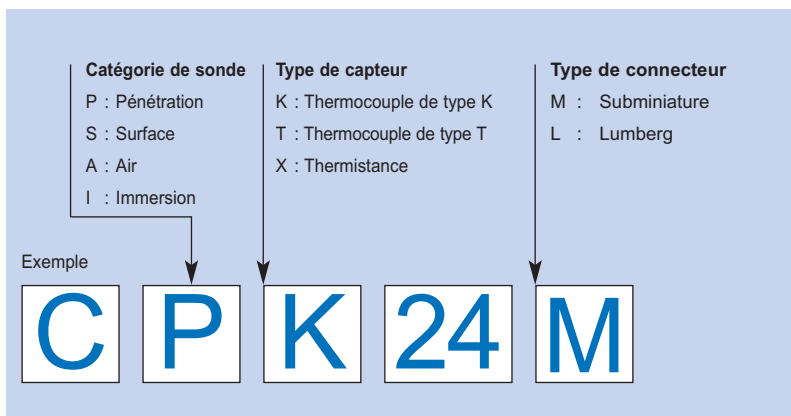 Catégorie de sonde
P : Pénétration
S : Surface
A : Air
I : Immersion
Type de capteur
K : Thermocouple de type K
T : Thermocouple de type T
X : Thermistance
Type de connecteur
M : Subminiature
L : Lumberg
Exemple
C P K 24 M